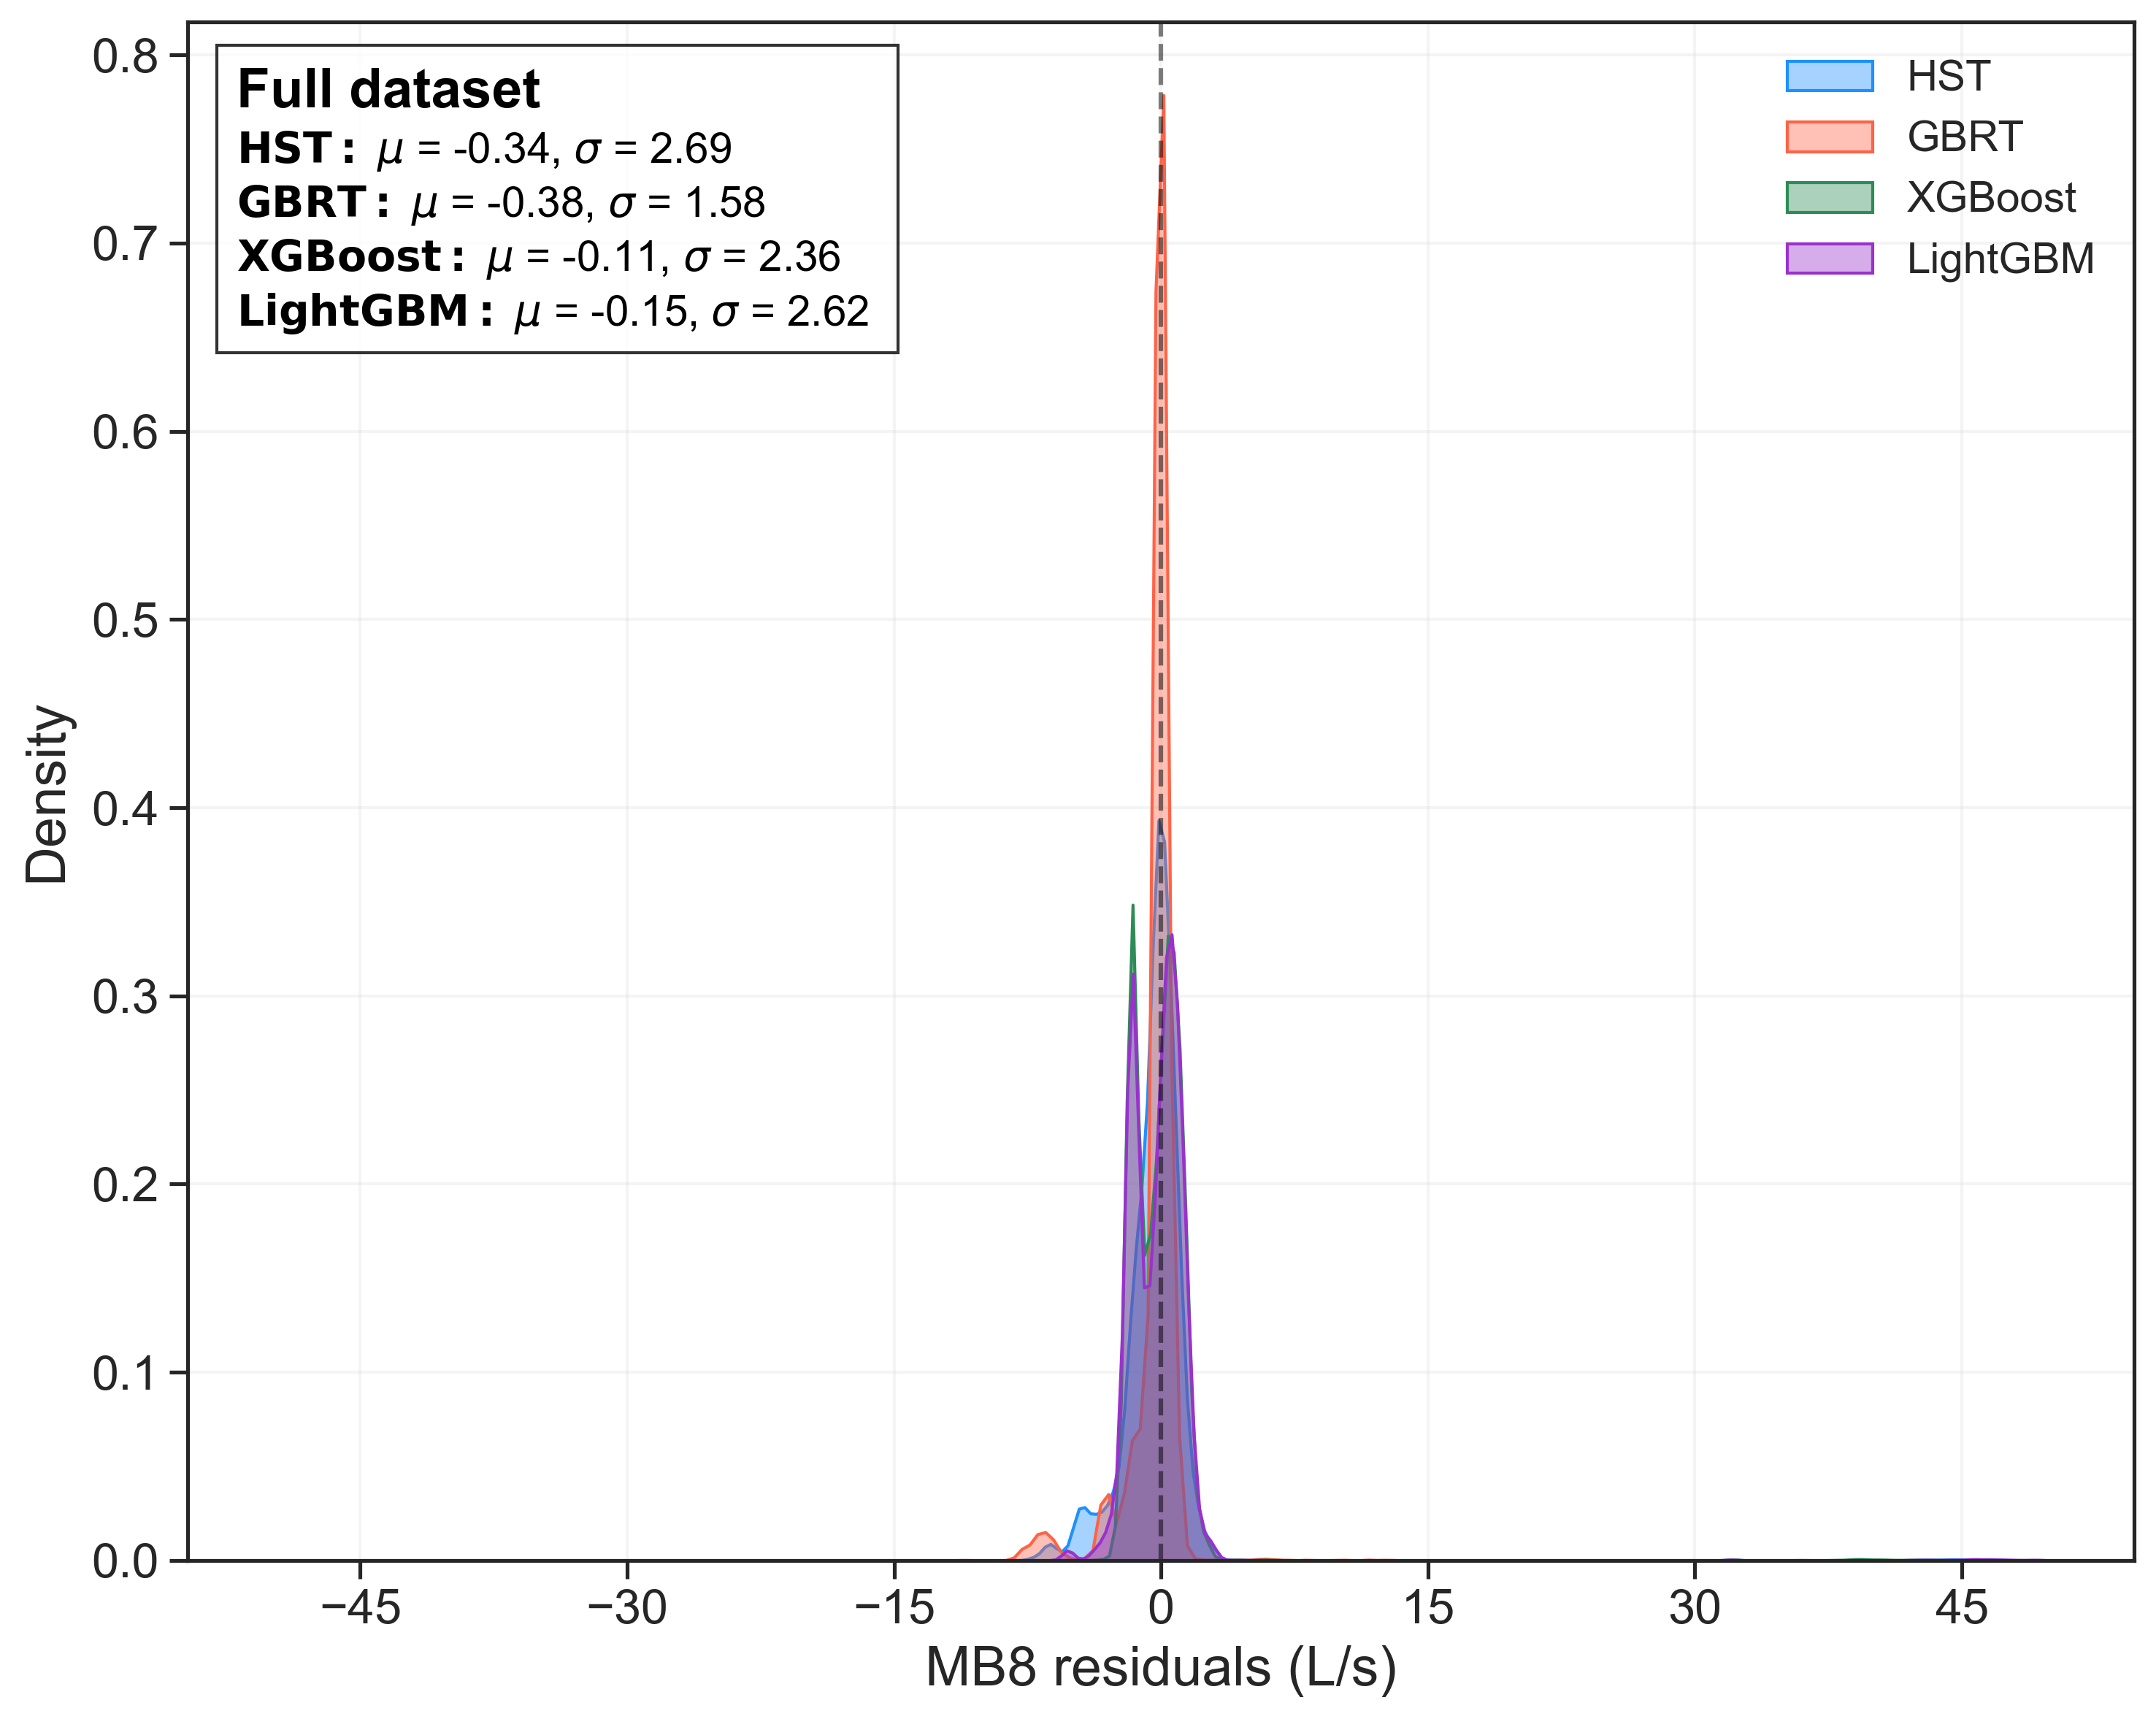 Full dataset
HST: μ = -0.34, σ = 2.69
GBRT: μ = -0.38, σ = 1.58
XGBoost: μ = -0.11, σ = 2.36
LightGBM: μ = -0.15, σ = 2.62
HST
GBRT
XGBoost
LightGBM
Density
0.8
0.7
0.6
0.5
0.4
0.3
0.2
0.1
0.0
−45 −30 −15 0 15 30 45
MB8 residuals (L/s)